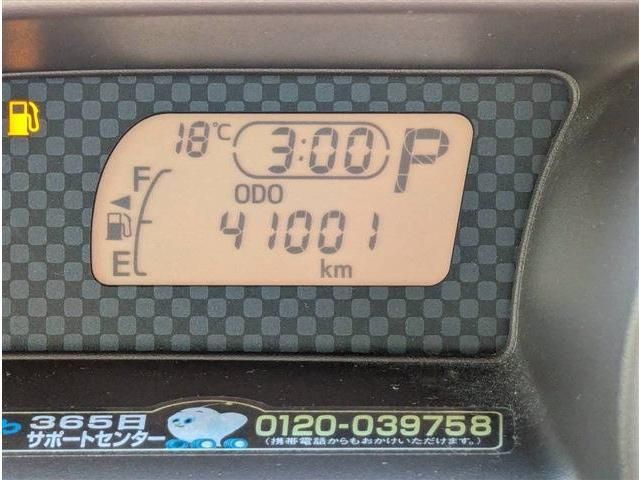 18℃ 3:00 P
F
ODO
41001
E
km
365日
サポートセンター
0120-039758
(携帯電話からもおかけいただけます。)